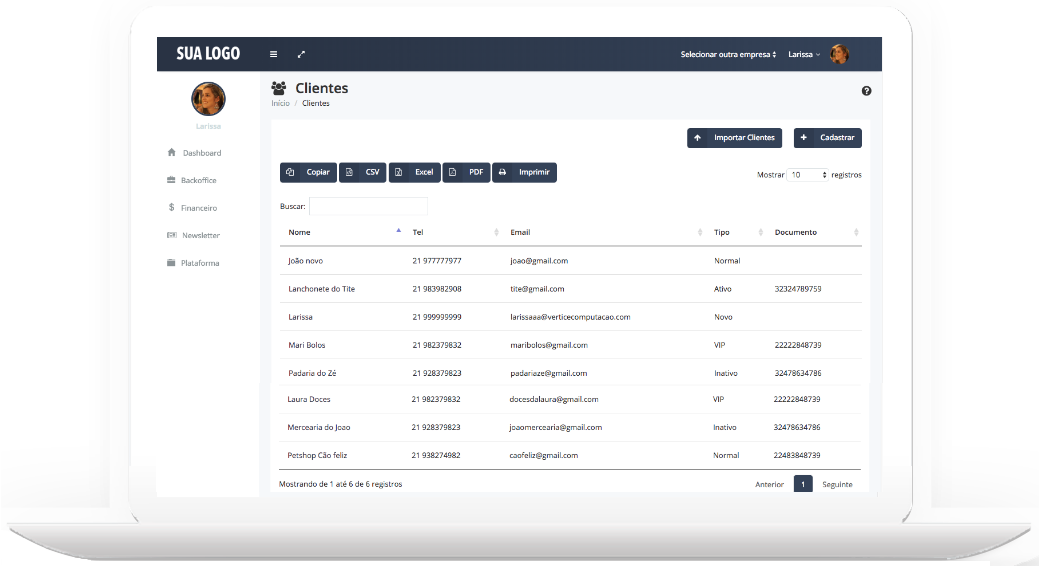 SUA LOGO
Selecionar outra empresa
Larissa
Larissa
Dashboard
Backoffice
Financeiro
Newsletter
Plataforma
Clientes
Início / Clientes
Importar Clientes
Cadastrar
Copiar CSV Excel PDF Imprimir
Mostrar 10 registros
Buscar:
Nome Tel Email Tipo Documento
João novo 21 977777977 joao@gmail.com Normal
Lanchonete do Tite 21 983982908 tite@gmail.com Ativo 32324789759
Larissa 21 999999999 larissaaa@verticecomputacao.com Novo
Mari Bolos 21 982379832 maribolos@gmail.com VIP 22222848739
Padaria do Zé 21 928379823 padariaze@gmail.com Inativo 32478634786
Laura Doces 21 982379832 docesdalaura@gmail.com VIP 22222848739
Mercearia do Joao 21 928379823 joaomercearia@gmail.com Inativo 32478634786
Petshop Cão feliz 21 938274982 caofeliz@gmail.com Normal 22483848739
Mostrando de 1 até 6 de 6 registros
Anterior 1 Seguinte